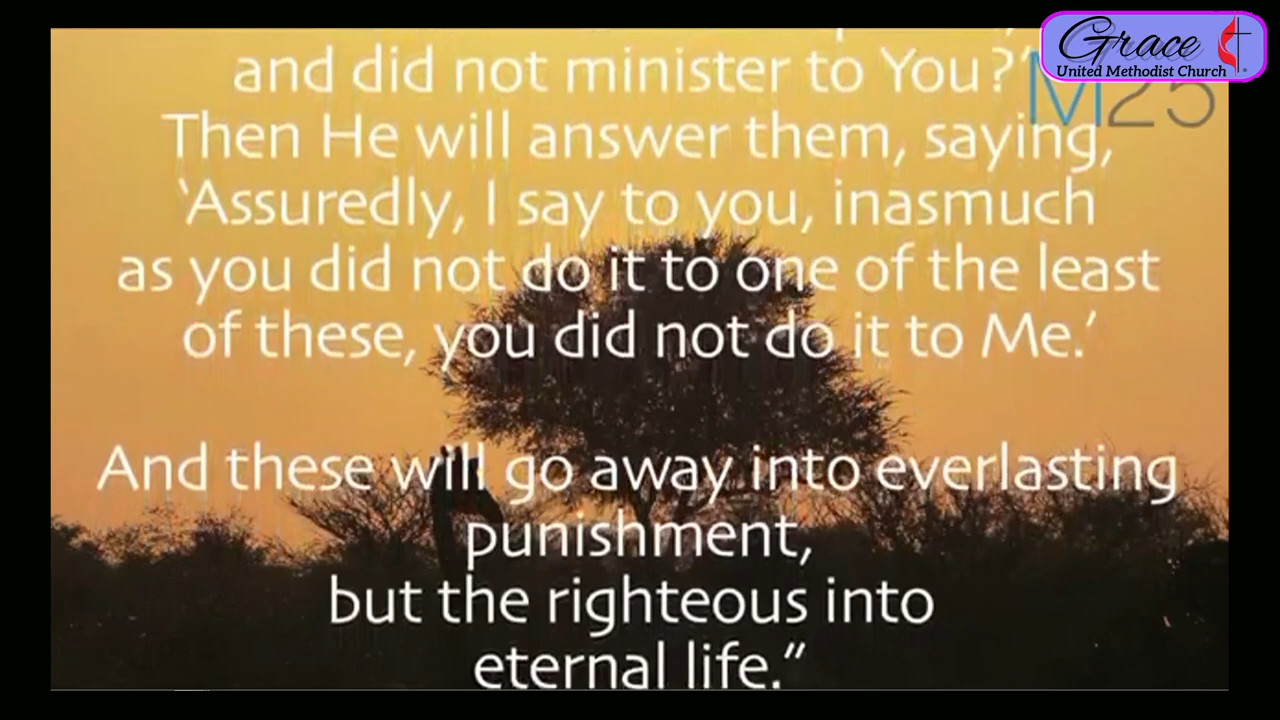 Grace
United Methodist Church
M25
and did not minister to You?’
Then He will answer them, saying,
‘Assuredly, I say to you, inasmuch
as you did not do it to one of the least
of these, you did not do it to Me.’
And these will go away into everlasting
punishment,
but the righteous into
eternal life.”